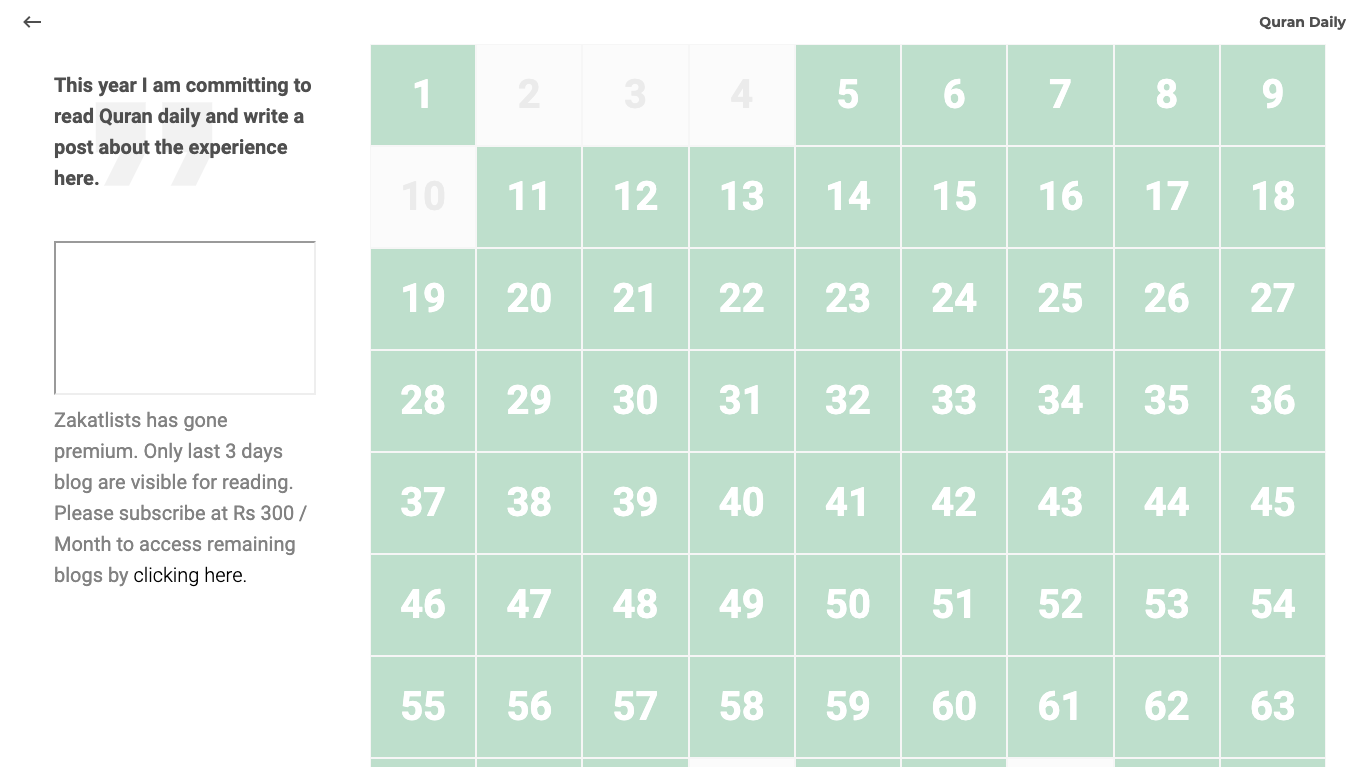 Quran Daily
This year I am committing to
read Quran daily and write a
post about the experience
here.
Zakatlists has gone
premium. Only last 3 days
blog are visible for reading.
Please subscribe at Rs 300 /
Month to access remaining
blogs by clicking here.
1 2 3 4 5 6 7 8 9
10 11 12 13 14 15 16 17 18
19 20 21 22 23 24 25 26 27
28 29 30 31 32 33 34 35 36
37 38 39 40 41 42 43 44 45
46 47 48 49 50 51 52 53 54
55 56 57 58 59 60 61 62 63